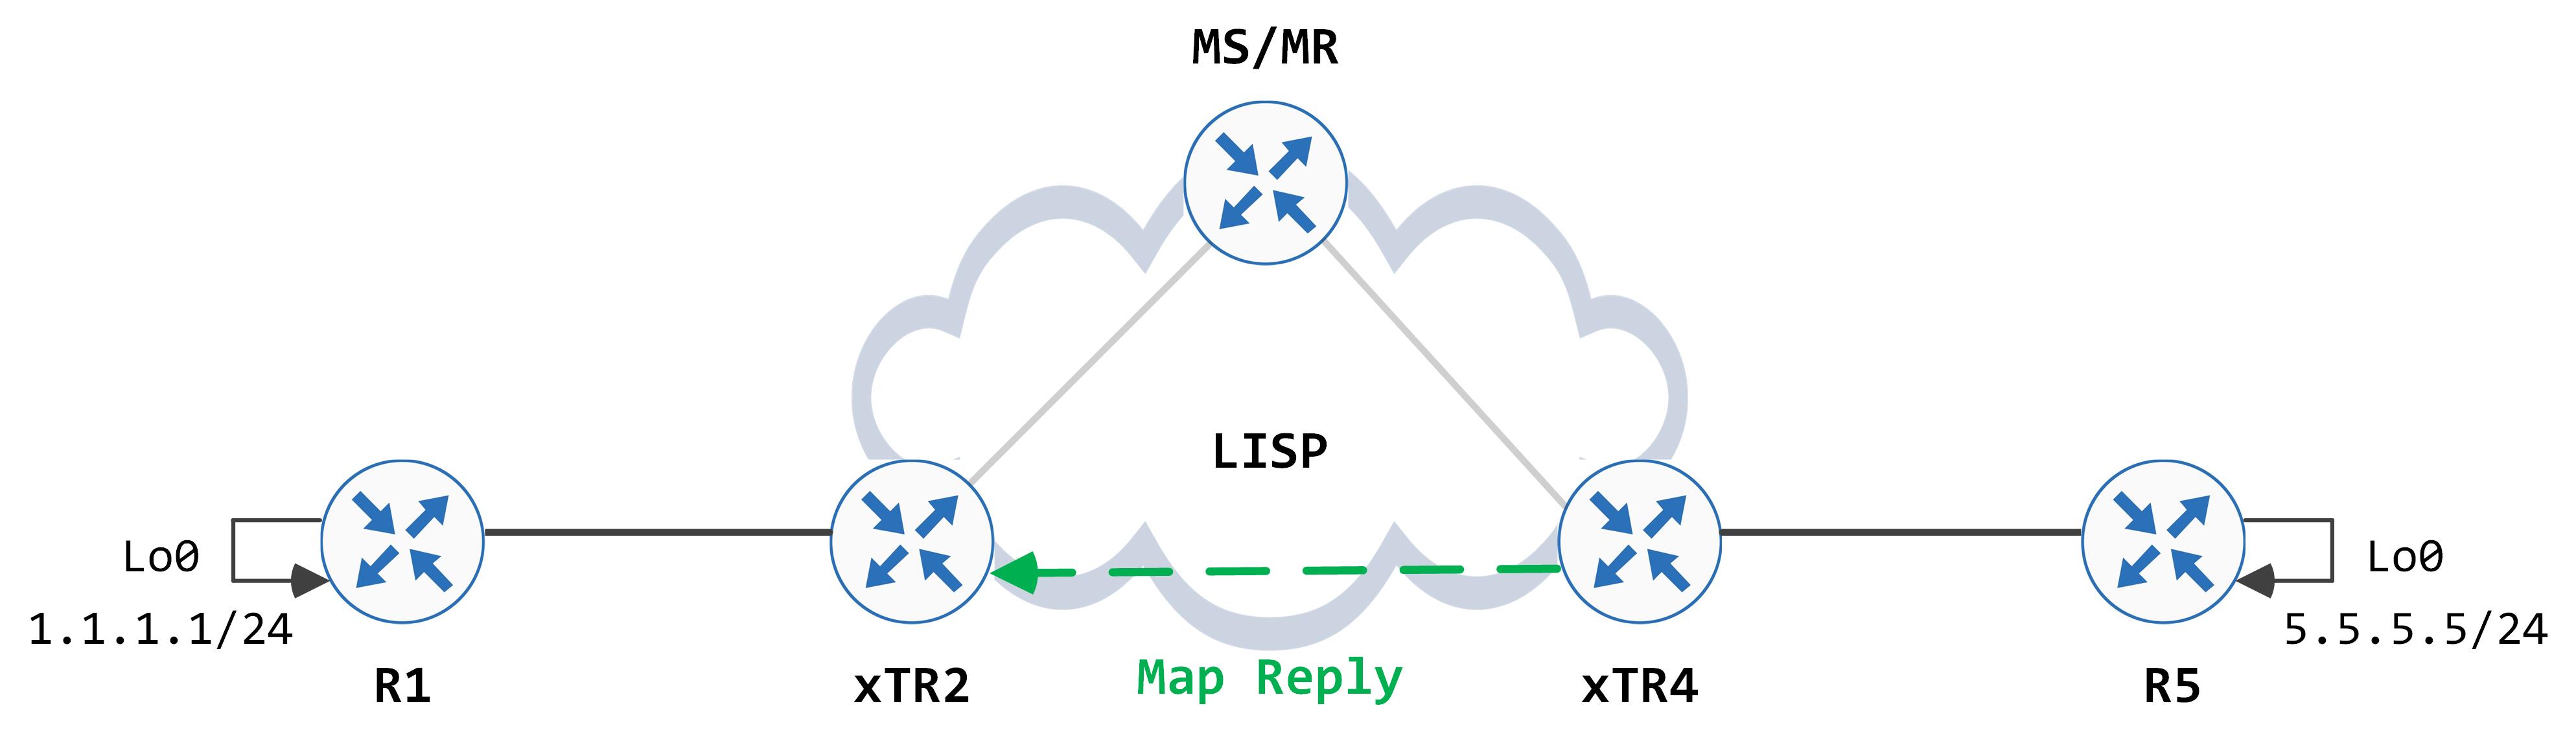 MS/MR
LISP
Lo0
1.1.1.1/24
Lo0
5.5.5.5/24
Map Reply
R1
xTR2
xTR4
R5